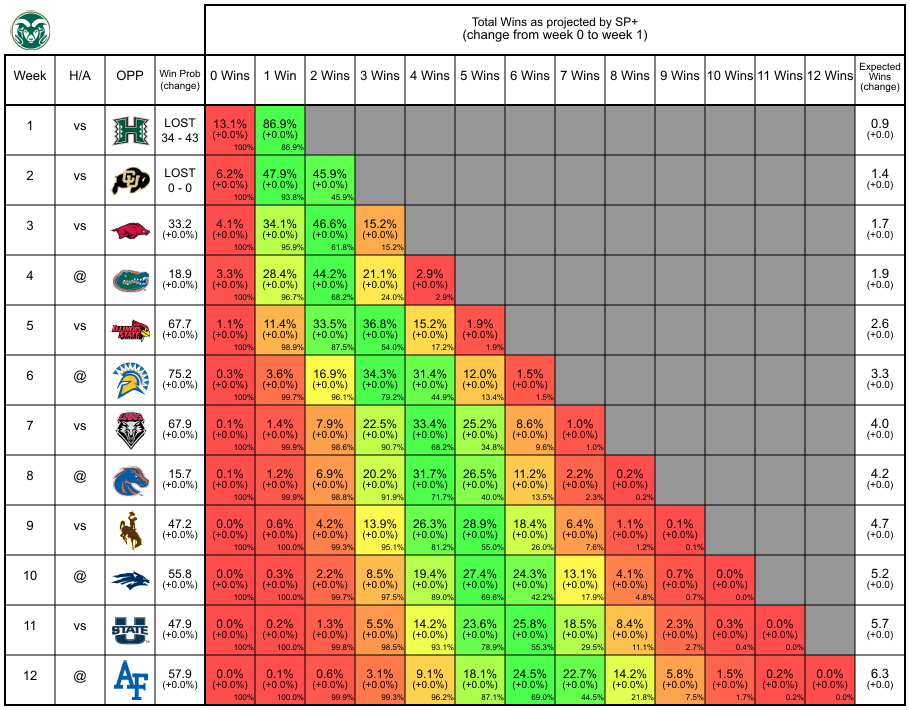 Total Wins as projected by SP+
(change from week 0 to week 1)
Week H/A OPP Win Prob (change) 0 Wins 1 Win 2 Wins 3 Wins 4 Wins 5 Wins 6 Wins 7 Wins 8 Wins 9 Wins 10 Wins 11 Wins 12 Wins Expected Wins (change)
1 vs H LOST 13.1% 86.9% 0.9
34 - 43 (+0.0%) (+0.0%) (+0.0)
100% 86.9%
2 vs CU LOST 6.2% 47.9% 45.9% 1.4
0 - 0 (+0.0%) (+0.0%) (+0.0%) (+0.0)
100% 93.8% 45.9%
3 vs 33.2 4.1% 34.1% 46.6% 15.2% 1.7
(+0.0%) (+0.0%) (+0.0%) (+0.0%) (+0.0%) (+0.0)
100% 95.9% 61.8% 15.2%
4 @ Gators 18.9 3.3% 28.4% 44.2% 21.1% 2.9% 1.9
(+0.0%) (+0.0%) (+0.0%) (+0.0%) (+0.0%) (+0.0%) (+0.0)
100% 96.7% 68.2% 24.0% 2.9%
5 vs ILLINOIS STATE 67.7 1.1% 11.4% 33.5% 36.8% 15.2% 1.9% 2.6
(+0.0%) (+0.0%) (+0.0%) (+0.0%) (+0.0%) (+0.0%) (+0.0%) (+0.0)
100% 98.9% 87.5% 54.0% 17.2% 1.9%
6 @ 75.2 0.3% 3.6% 16.9% 34.3% 31.4% 12.0% 1.5% 3.3
(+0.0%) (+0.0%) (+0.0%) (+0.0%) (+0.0%) (+0.0%) (+0.0%) (+0.0%) (+0.0)
100% 99.7% 96.1% 79.2% 44.9% 13.4% 1.5%
7 vs LOBOS 67.9 0.1% 1.4% 7.9% 22.5% 33.4% 25.2% 8.6% 1.0% 4.0
(+0.0%) (+0.0%) (+0.0%) (+0.0%) (+0.0%) (+0.0%) (+0.0%) (+0.0%) (+0.0%) (+0.0)
100% 99.9% 98.6% 90.7% 68.2% 34.8% 9.6% 1.0%
8 @ 15.7 0.1% 1.2% 6.9% 20.2% 31.7% 26.5% 11.2% 2.2% 0.2% 4.2
(+0.0%) (+0.0%) (+0.0%) (+0.0%) (+0.0%) (+0.0%) (+0.0%) (+0.0%) (+0.0%) (+0.0%) (+0.0)
100% 99.9% 98.8% 91.9% 71.7% 40.0% 13.5% 2.3% 0.2%
9 vs 47.2 0.0% 0.6% 4.2% 13.9% 26.3% 28.9% 18.4% 6.4% 1.1% 0.1% 4.7
(+0.0%) (+0.0%) (+0.0%) (+0.0%) (+0.0%) (+0.0%) (+0.0%) (+0.0%) (+0.0%) (+0.0%) (+0.0%) (+0.0)
100% 100.0% 99.3% 95.1% 81.2% 55.0% 26.0% 7.6% 1.2% 0.1%
10 @ 55.8 0.0% 0.3% 2.2% 8.5% 19.4% 27.4% 24.3% 13.1% 4.1% 0.7% 0.0% 5.2
(+0.0%) (+0.0%) (+0.0%) (+0.0%) (+0.0%) (+0.0%) (+0.0%) (+0.0%) (+0.0%) (+0.0%) (+0.0%) (+0.0%) (+0.0)
100% 100.0% 99.7% 97.5% 89.0% 69.6% 42.2% 17.9% 4.8% 0.7% 0.0%
11 vs U STATE 47.9 0.0% 0.2% 1.3% 5.5% 14.2% 23.6% 25.8% 18.5% 8.4% 2.3% 0.3% 0.0% 5.7
(+0.0%) (+0.0%) (+0.0%) (+0.0%) (+0.0%) (+0.0%) (+0.0%) (+0.0%) (+0.0%) (+0.0%) (+0.0%) (+0.0%) (+0.0%) (+0.0)
100% 100.0% 99.8% 98.5% 93.1% 78.9% 55.3% 29.5% 11.1% 2.7% 0.4% 0.0%
12 @ AF 57.9 0.0% 0.1% 0.6% 3.1% 9.1% 18.1% 24.5% 22.7% 14.2% 5.8% 1.5% 0.2% 0.0% 6.3
(+0.0%) (+0.0%) (+0.0%) (+0.0%) (+0.0%) (+0.0%) (+0.0%) (+0.0%) (+0.0%) (+0.0%) (+0.0%) (+0.0%) (+0.0%) (+0.0%) (+0.0)
100% 100.0% 99.9% 99.3% 96.2% 87.1% 69.0% 44.5% 21.8% 7.5% 1.7% 0.2% 0.0%